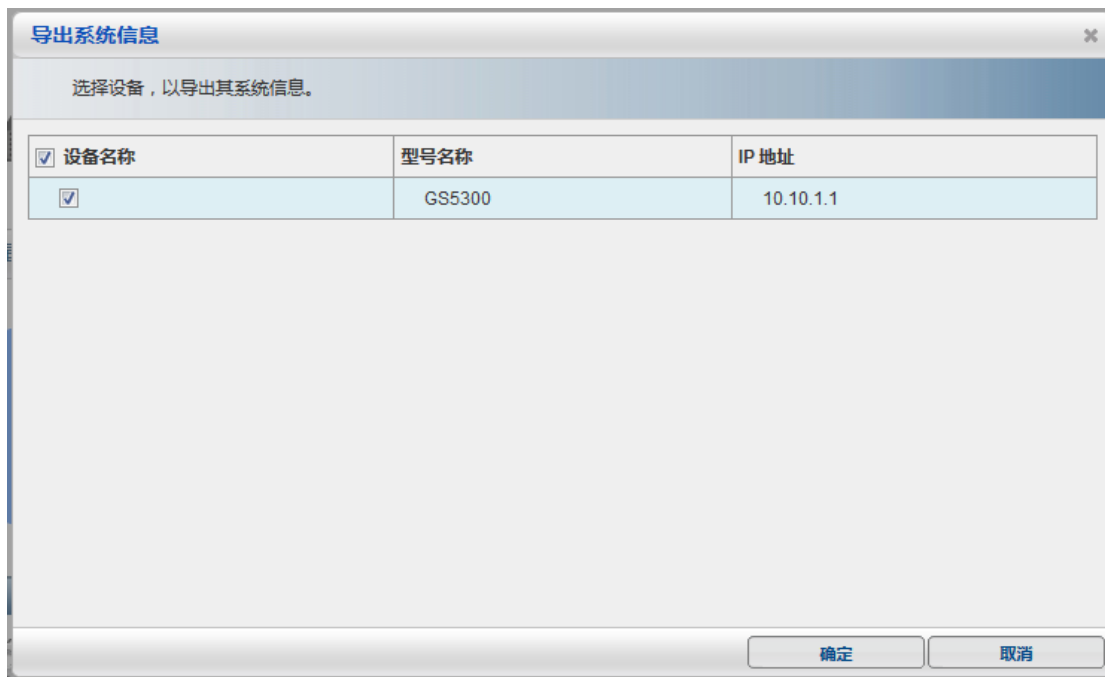 导出系统信息
选择设备，以导出其系统信息。
设备名称 型号名称 IP 地址
GS5300 10.10.1.1
确定 取消